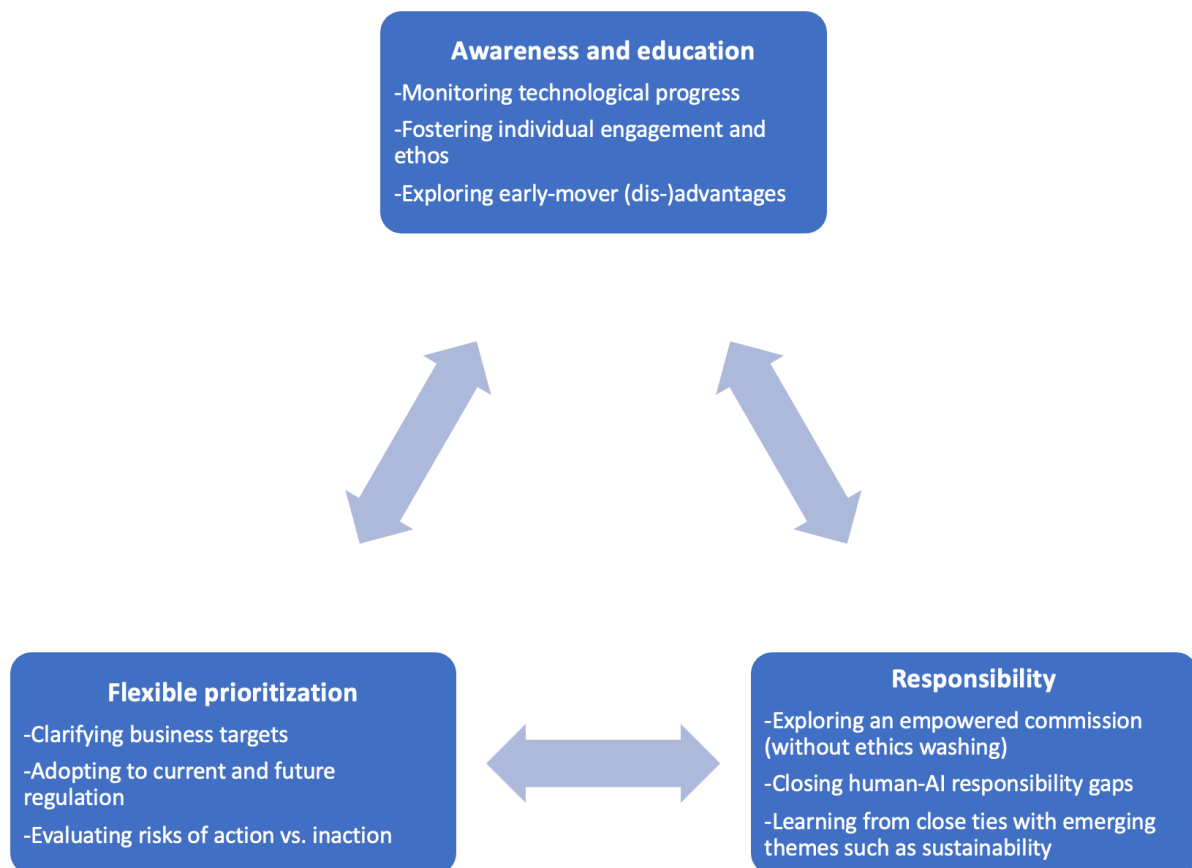 Awareness and education
-Monitoring technological progress
-Fostering individual engagement and
ethos
-Exploring early-mover (dis-)advantages
Flexible prioritization
-Clarifying business targets
-Adopting to current and future
regulation
-Evaluating risks of action vs. inaction
Responsibility
-Exploring an empowered commission
(without ethics washing)
-Closing human-AI responsibility gaps
-Learning from close ties with emerging
themes such as sustainability